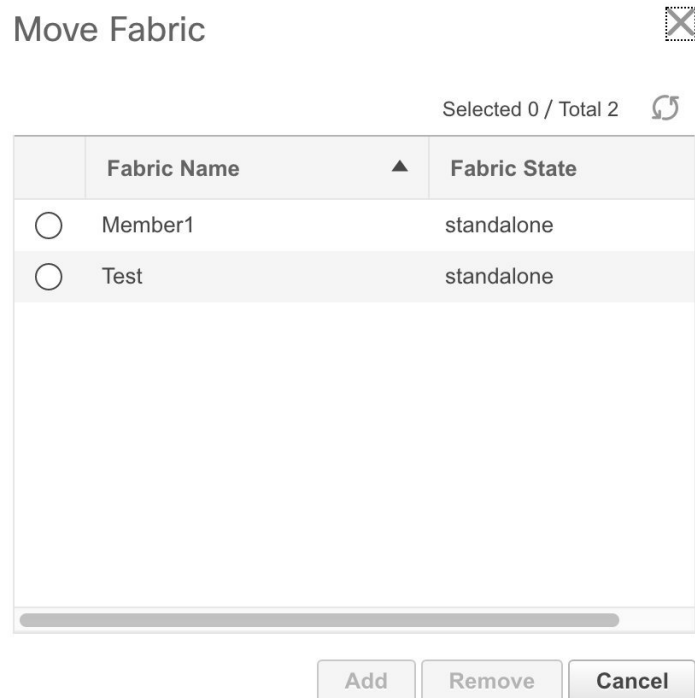 Move Fabric
Selected 0 / Total 2
Fabric Name Fabric State
Member1 standalone
Test standalone
Add Remove Cancel